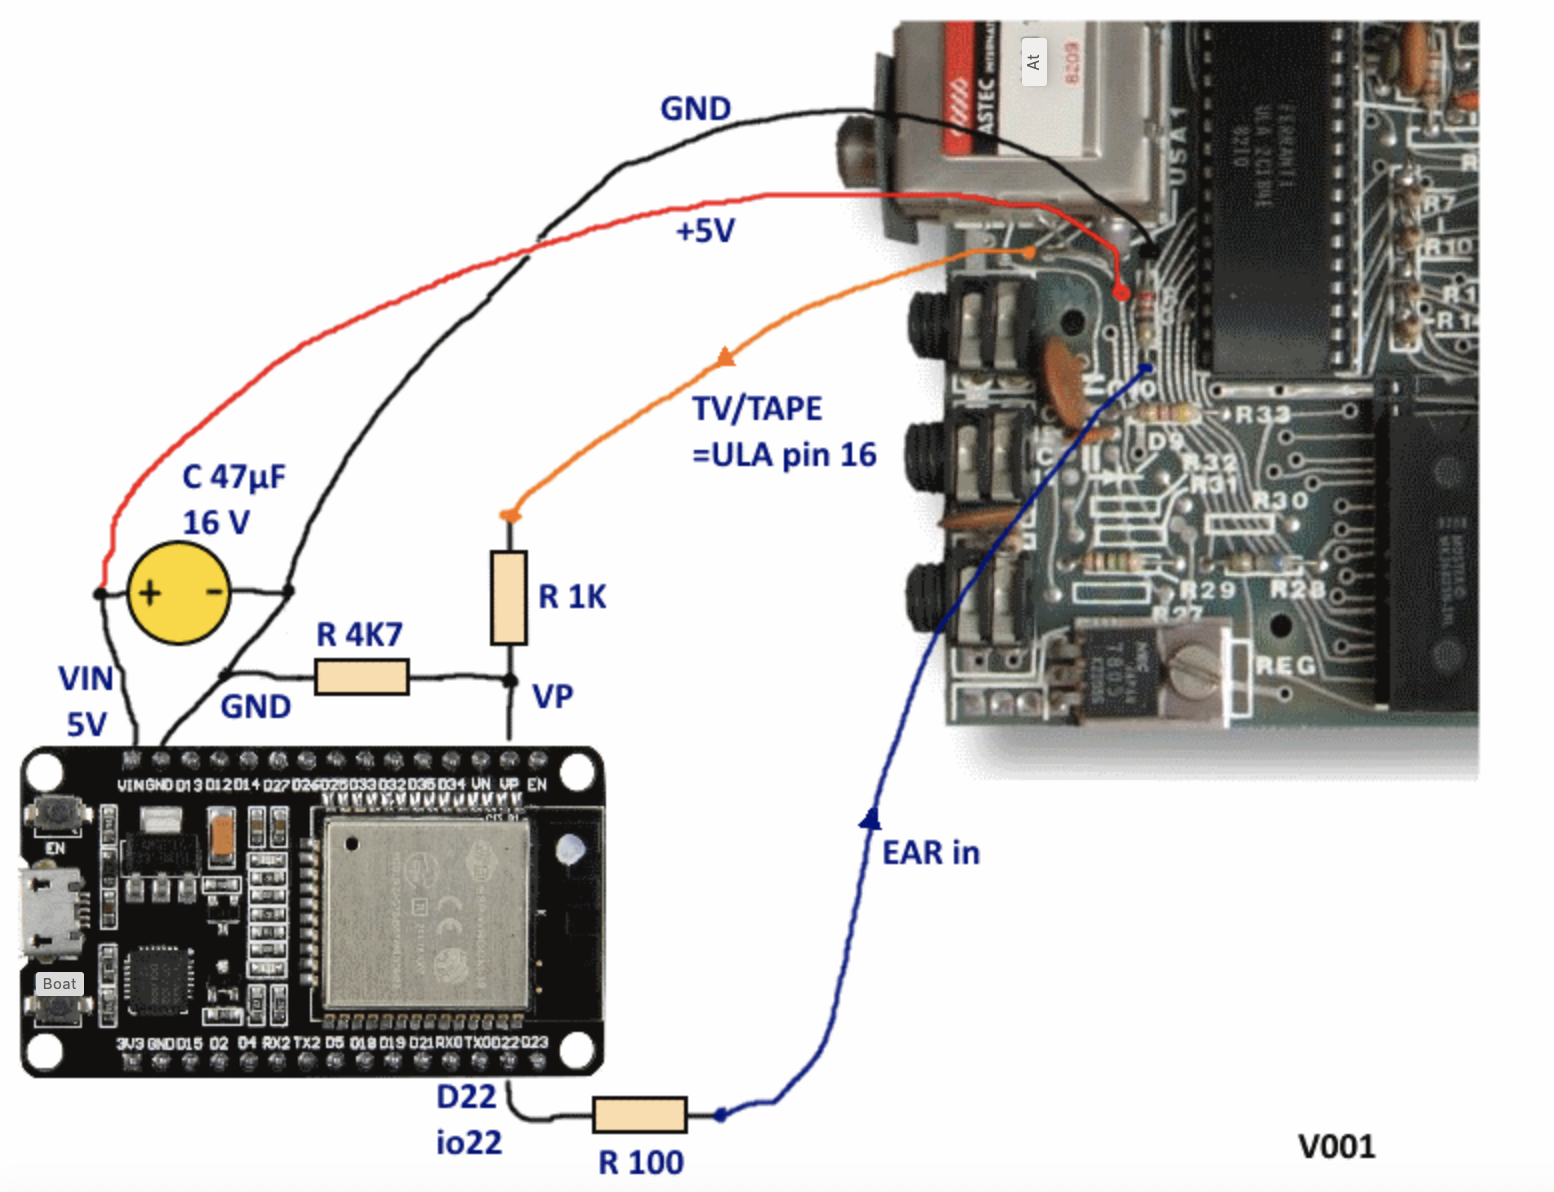 GND
+5V
TV/TAPE
=ULA pin 16
C 47µF
16 V
+
-
R 1K
R 4K7
VP
VIN
5V
GND
EAR in
D22
io22
R 100
V001
At
8209
ASTEC
USA1
FERRANTI
ULA 2C184E
8210
R7
R10
R33
D9
R32
R31
R30
R29
R28
R27
REG
7805
VIN GND D13 D12 D14 D27 D26 D25 D33 D32 D35 D34 VN VP EN
EN
Boat
3V3 GND D15 D2 D4 RX2 TX2 D5 D18 D19 D21 RX0 TX0 D22 D23